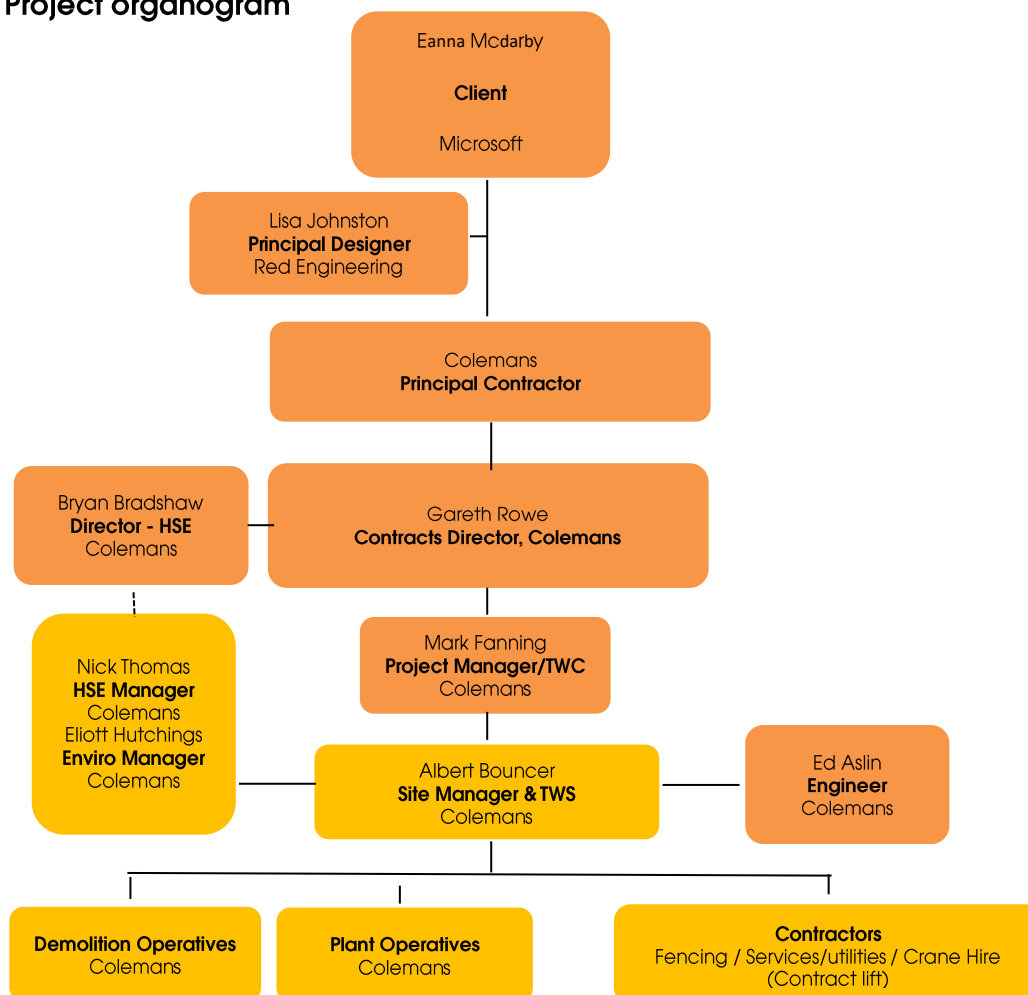 Project organogram
Eanna Mcdarby
Client
Microsoft
Lisa Johnston
Principal Designer
Red Engineering
Colemans
Principal Contractor
Bryan Bradshaw
Director - HSE
Colemans
Gareth Rowe
Contracts Director, Colemans
Nick Thomas
HSE Manager
Colemans
Eliott Hutchings
Enviro Manager
Colemans
Mark Fanning
Project Manager/TWC
Colemans
Albert Bouncer
Site Manager & TWS
Colemans
Ed Aslin
Engineer
Colemans
Demolition Operatives
Colemans
Plant Operatives
Colemans
Contractors
Fencing / Services/utilities / Crane Hire
(Contract lift)